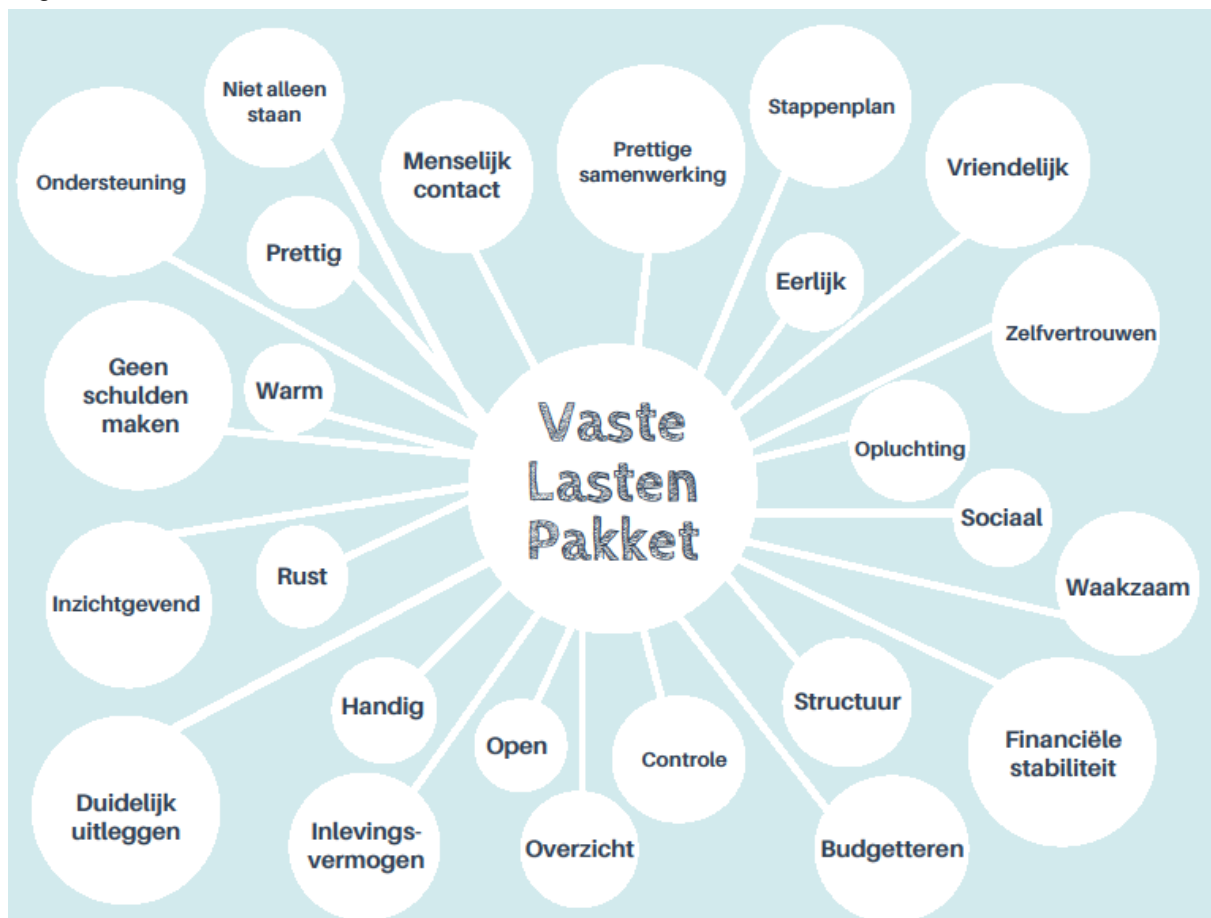 Niet alleen
staan
Stappenplan
Menselijk
contact
Prettige
samenwerking
Vriendelijk
Ondersteuning
Prettig
Eerlijk
Zelfvertrouwen
Geen
schulden
maken
Warm
Vaste
Lasten
Pakket
Opluchting
Sociaal
Inzichtgevend
Rust
Waakzaam
Handig
Open
Controle
Structuur
Financiële
stabiliteit
Duidelijk
uitleggen
Inlevings-
vermogen
Overzicht
Budgetteren